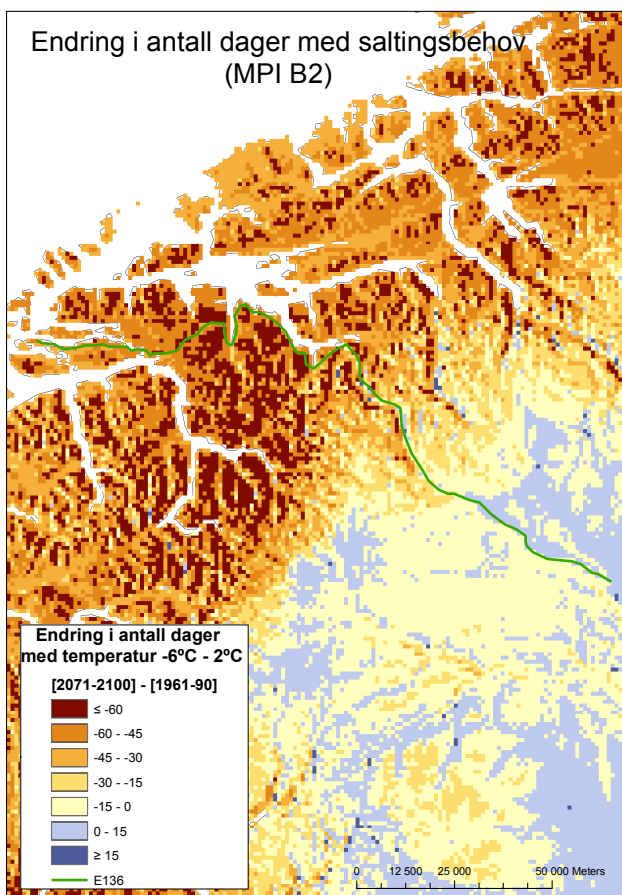 Endring i antall dager med saltingsbehov
(MPI B2)
Endring i antall dager
med temperatur -6ºC - 2ºC
[2071-2100] - [1961-90]
≤ -60
-60 - -45
-45 - -30
-30 - -15
-15 - 0
0 - 15
≥ 15
E136
0 12 500 25 000 50 000 Meters